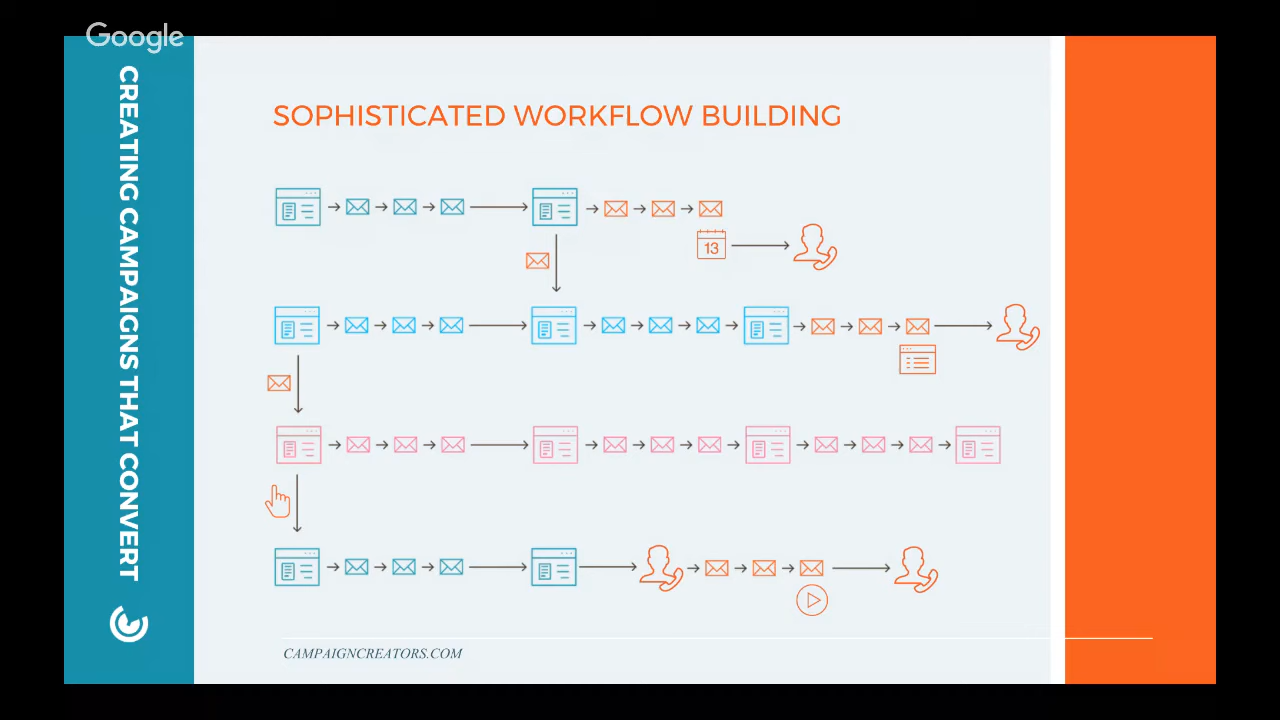 Google
CREATING CAMPAIGNS THAT CONVERT
SOPHISTICATED WORKFLOW BUILDING
13
CAMPAIGNCREATORS.COM